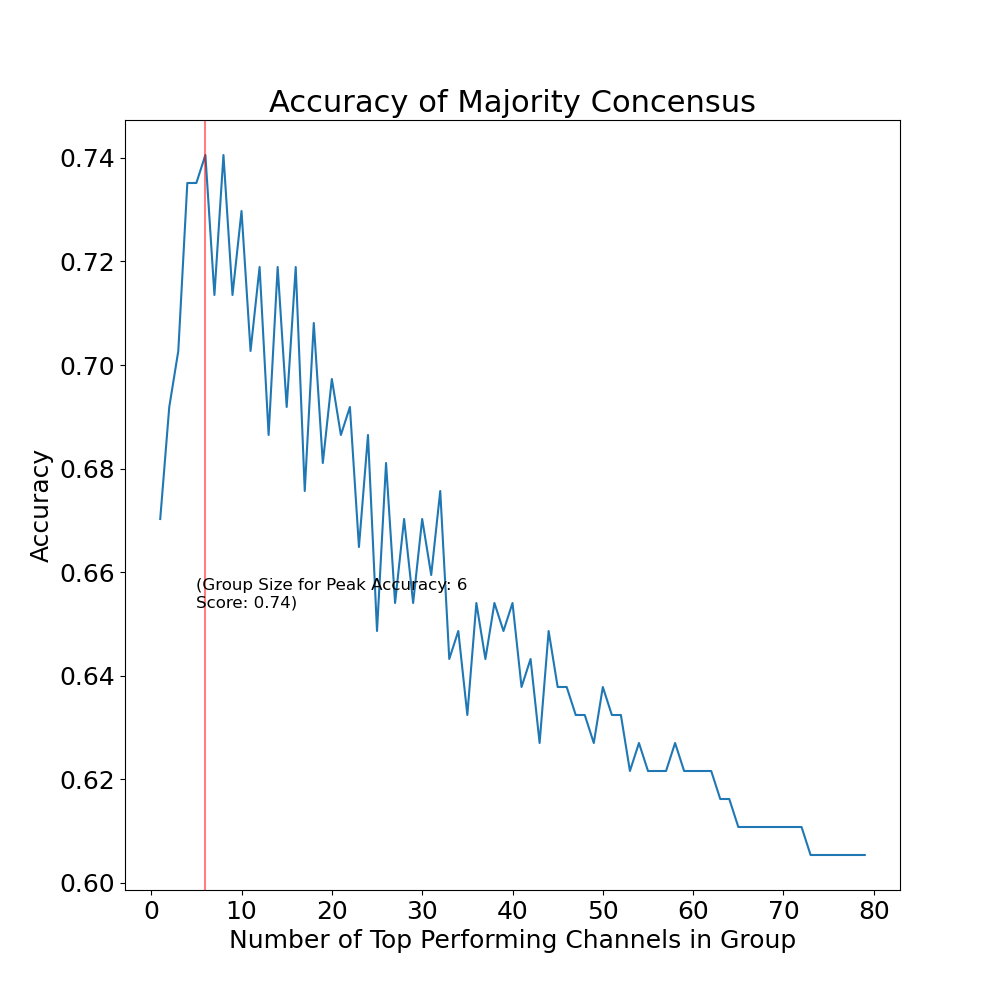 Accuracy of Majority Concensus
0.74
0.72
0.70
0.68
0.66
0.64
0.62
0.60
Accuracy
(Group Size for Peak Accuracy: 6
Score: 0.74)
0 10 20 30 40 50 60 70 80
Number of Top Performing Channels in Group